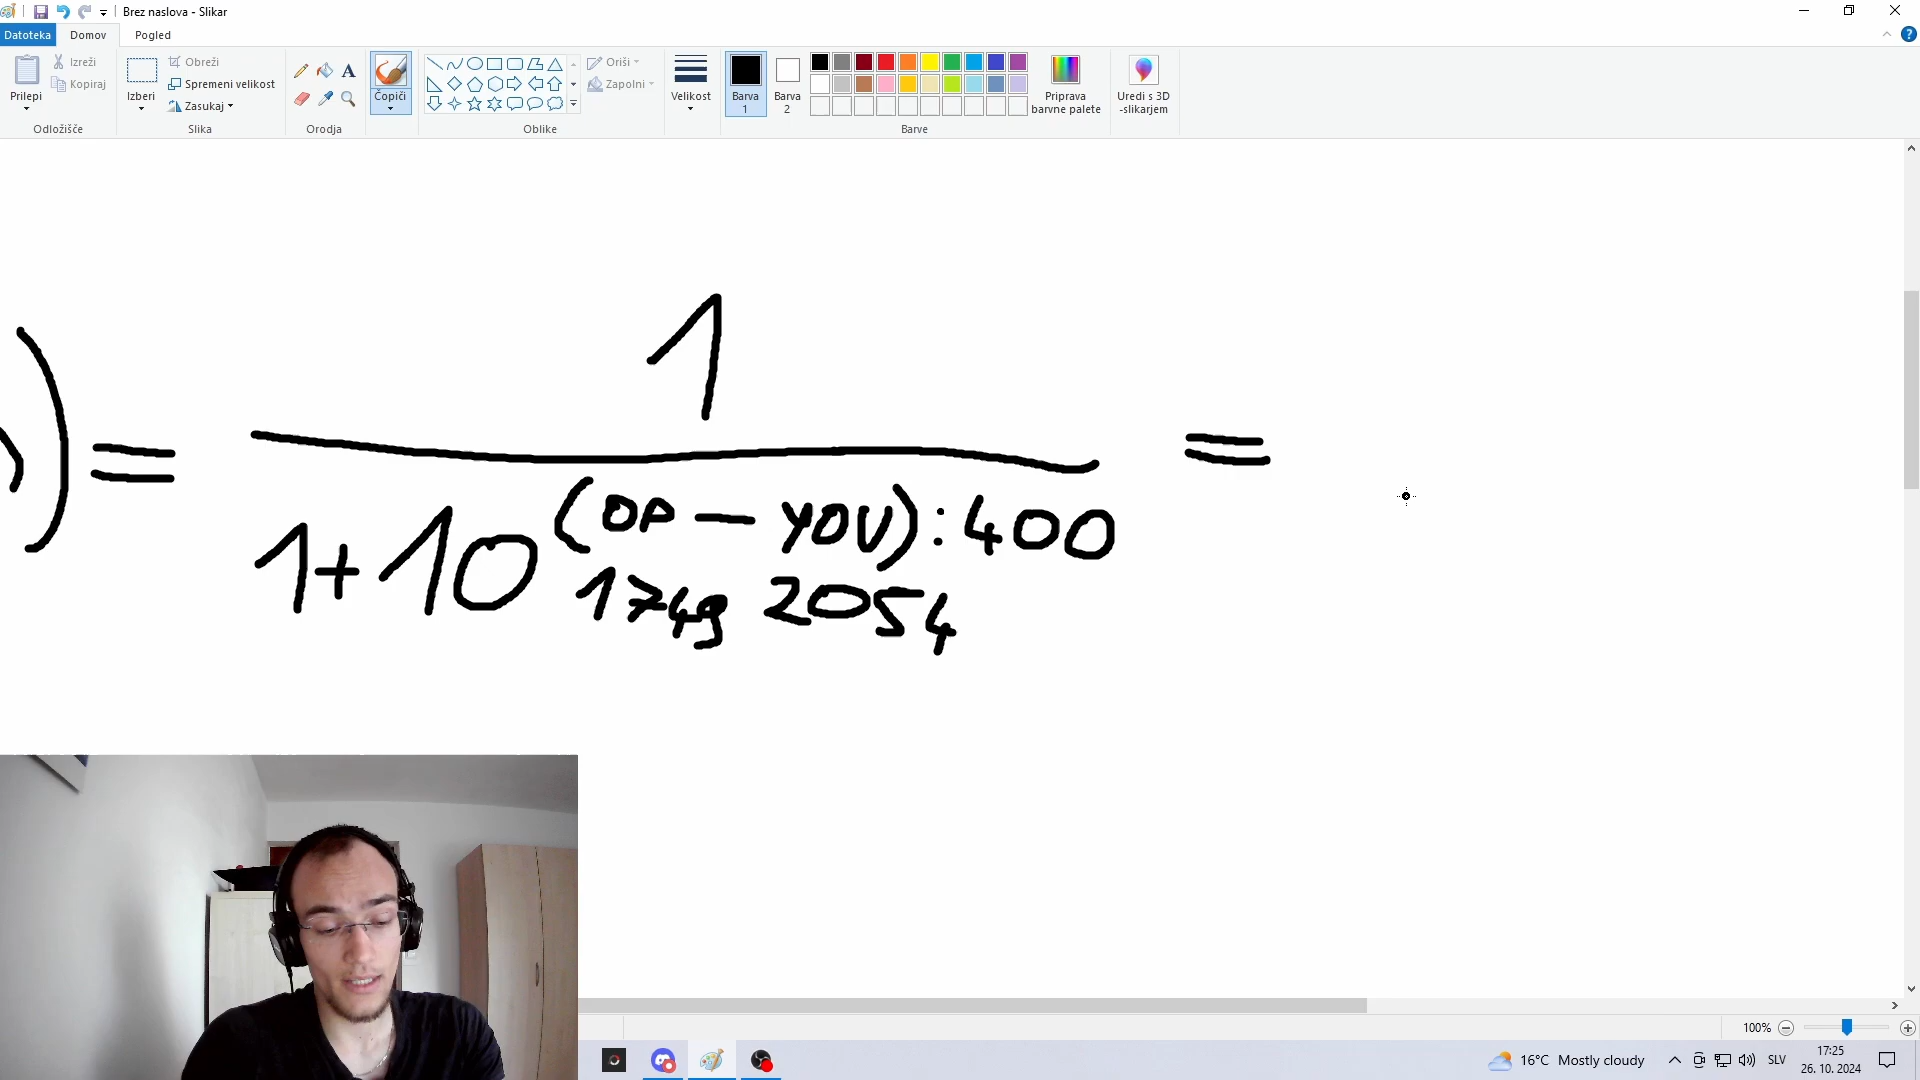 Brez naslova - Slikar
Datoteka Domov Pogled
Prilepi
Izreži
Kopiraj
Odložišče
Izberi
Obreži
Spremeni velikost
Zasukaj
Slika
Orodja
Čopiči
Oblike
Oriši
Zapolni
Velikost
Barva 1
Barva 2
Barve
Priprava barvne palete
Uredi s 3D -slikarjem
1
) =
=
1+10 (OP - YOU) : 400
1749 2054
100%
16°C Mostly cloudy
SLV
17:25
26. 10. 2024